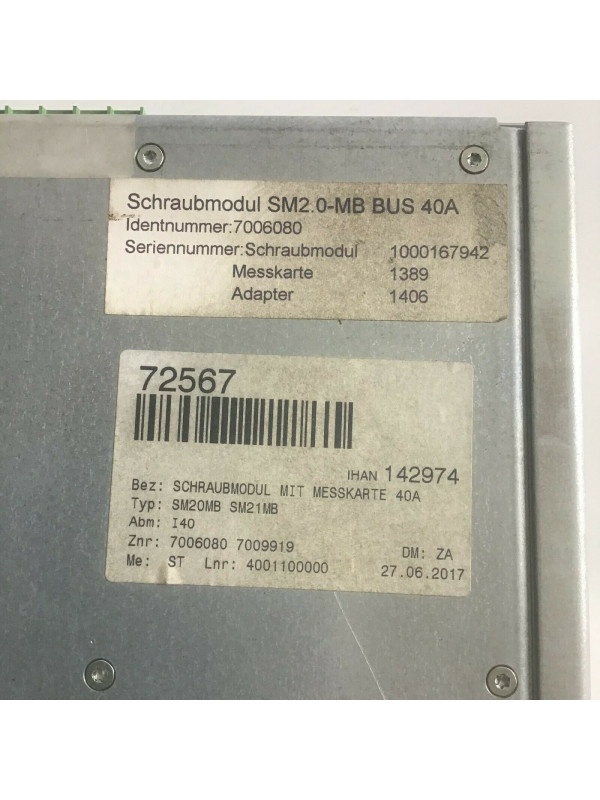 Schraubmodul SM2.0-MB BUS 40A
Identnummer:7006080
Seriennummer:Schraubmodul 1000167942
Messkarte 1389
Adapter 1406
72567
IHAN 142974
Bez: SCHRAUBMODUL MIT MESSKARTE 40A
Typ: SM20MB SM21MB
Abm: I40
Znr: 7006080 7009919 DM: ZA
Me: ST Lnr: 4001100000 27.06.2017